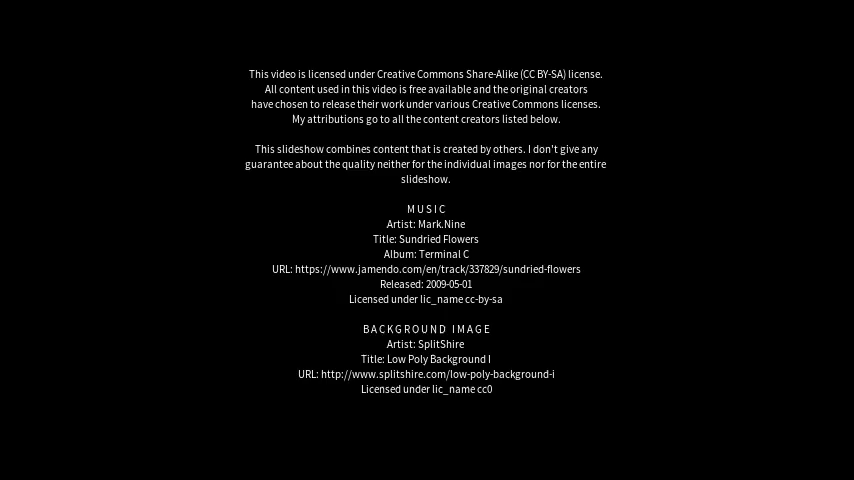 This video is licensed under Creative Commons Share-Alike (CC BY-SA) license.
All content used in this video is free available and the original creators
have chosen to release their work under various Creative Commons licenses.
My attributions go to all the content creators listed below.
This slideshow combines content that is created by others. I don't give any
guarantee about the quality neither for the individual images nor for the entire
slideshow.
MUSIC
Artist: Mark.Nine
Title: Sundried Flowers
Album: Terminal C
URL: https://www.jamendo.com/en/track/337829/sundried-flowers
Released: 2009-05-01
Licensed under lic_name cc-by-sa
BACKGROUND IMAGE
Artist: SplitShire
Title: Low Poly Background I
URL: http://www.splitshire.com/low-poly-background-i
Licensed under lic_name cc0